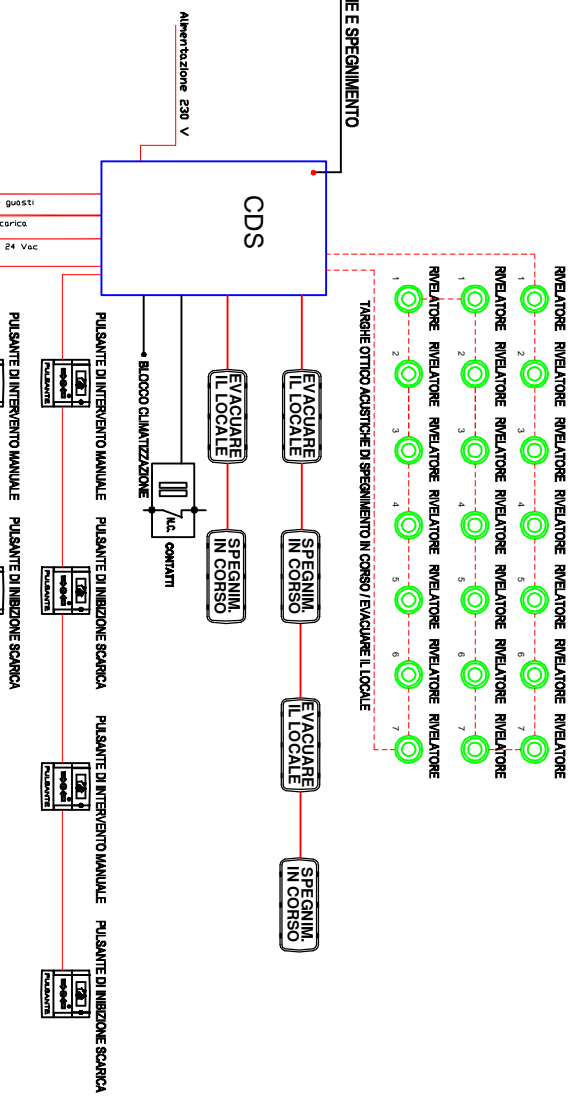 RIVELATORE RIVELATORE RIVELATORE RIVELATORE RIVELATORE RIVELATORE RIVELATORE
1 2 3 4 5 6 7
RIVELATORE RIVELATORE RIVELATORE RIVELATORE RIVELATORE RIVELATORE RIVELATORE
1 2 3 4 5 6 7
RIVELATORE RIVELATORE RIVELATORE RIVELATORE RIVELATORE RIVELATORE RIVELATORE
1 2 3 4 5 6 7
TARGHE OTTICO ACUSTICHE DI SPEGNIMENTO IN CORSO / EVACUARE IL LOCALE
E SPEGNIMENTO
EVACUARE
IL LOCALE
SPEGNIM.
IN CORSO
EVACUARE
IL LOCALE
SPEGNIM.
IN CORSO
CDS
EVACUARE
IL LOCALE
SPEGNIM.
IN CORSO
Alimentazione 230 V
N.C.
CONTATTI
BLOCCO CLIMATIZZAZIONE
PULSANTE DI INTERVENTO MANUALE
PULSANTE DI INIBIZIONE SCARICA
PULSANTE DI INTERVENTO MANUALE
PULSANTE DI INIBIZIONE SCARICA
PULSANTE
PULSANTE
PULSANTE
PULSANTE
guasti
carica
24 Vac
PULSANTE DI INTERVENTO MANUALE
PULSANTE DI INIBIZIONE SCARICA